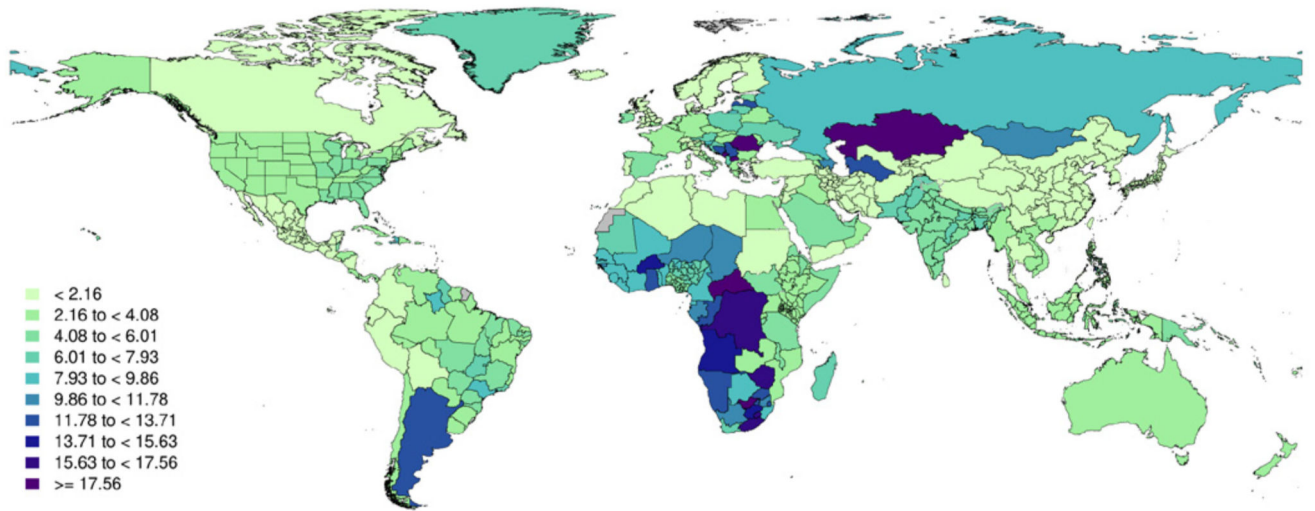 < 2.16
2.16 to < 4.08
4.08 to < 6.01
6.01 to < 7.93
7.93 to < 9.86
9.86 to < 11.78
11.78 to < 13.71
13.71 to < 15.63
15.63 to < 17.56
>= 17.56